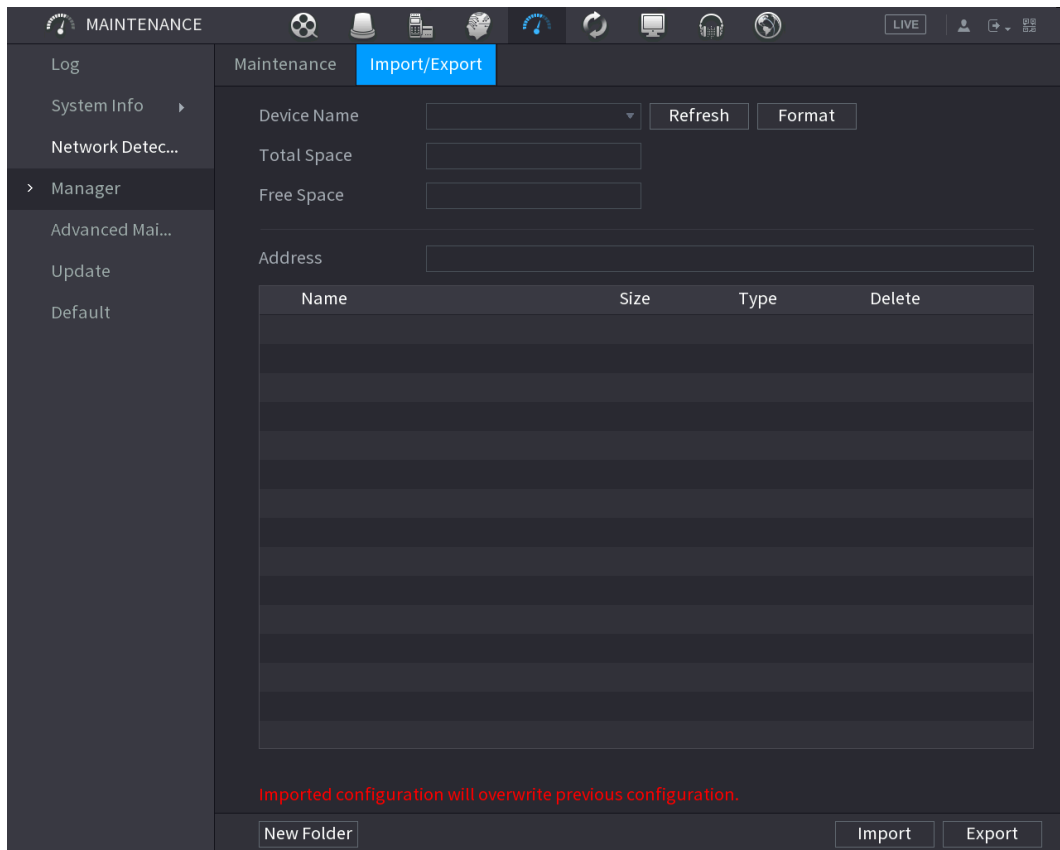 MAINTENANCE
LIVE
Log
System Info
Network Detec...
Manager
Advanced Mai...
Update
Default
Maintenance Import/Export
Device Name Refresh Format
Total Space
Free Space
Address
Name Size Type Delete
Imported configuration will overwrite previous configuration.
New Folder Import Export